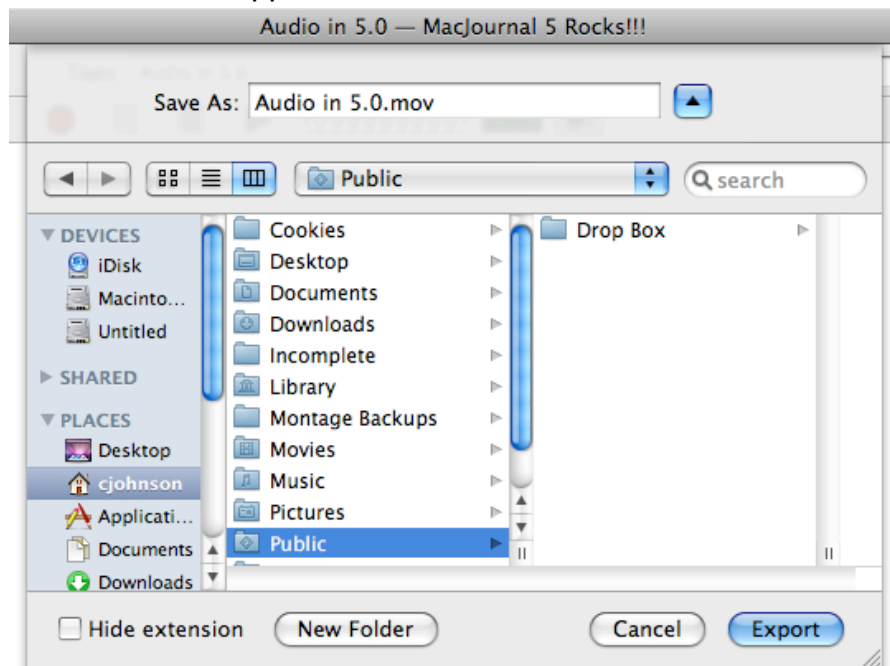 Audio in 5.0 — MacJournal 5 Rocks!!!
Save As: Audio in 5.0.mov
Public
search
DEVICES
iDisk
Macinto...
Untitled
SHARED
PLACES
Desktop
cjohnson
Applicati...
Documents
Downloads
Cookies
Desktop
Documents
Downloads
Incomplete
Library
Montage Backups
Movies
Music
Pictures
Public
Drop Box
Hide extension
New Folder
Cancel
Export